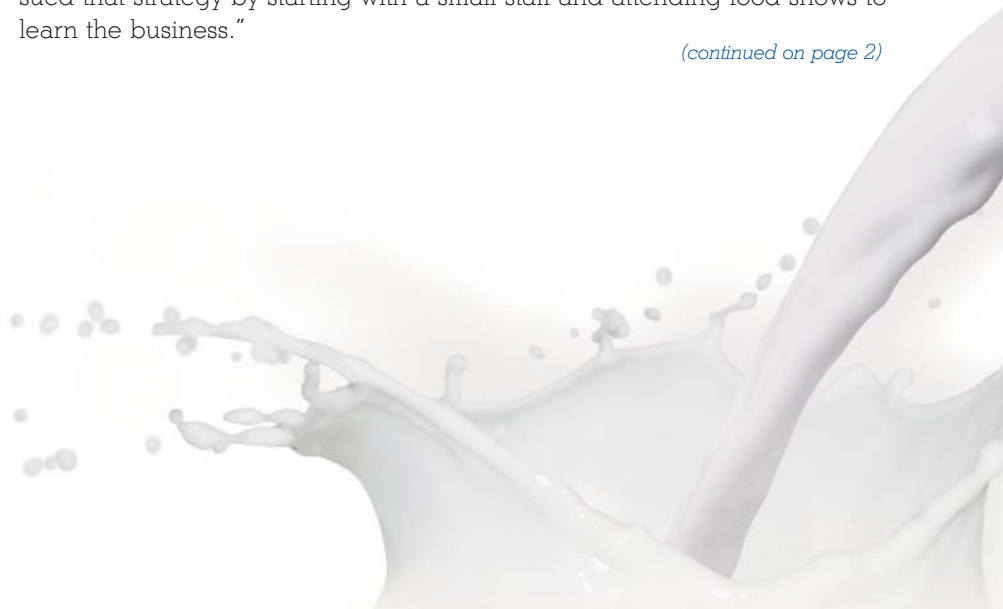 sued that strategy by starting with a small staff and attending food shows to
learn the business.”
(continued on page 2)